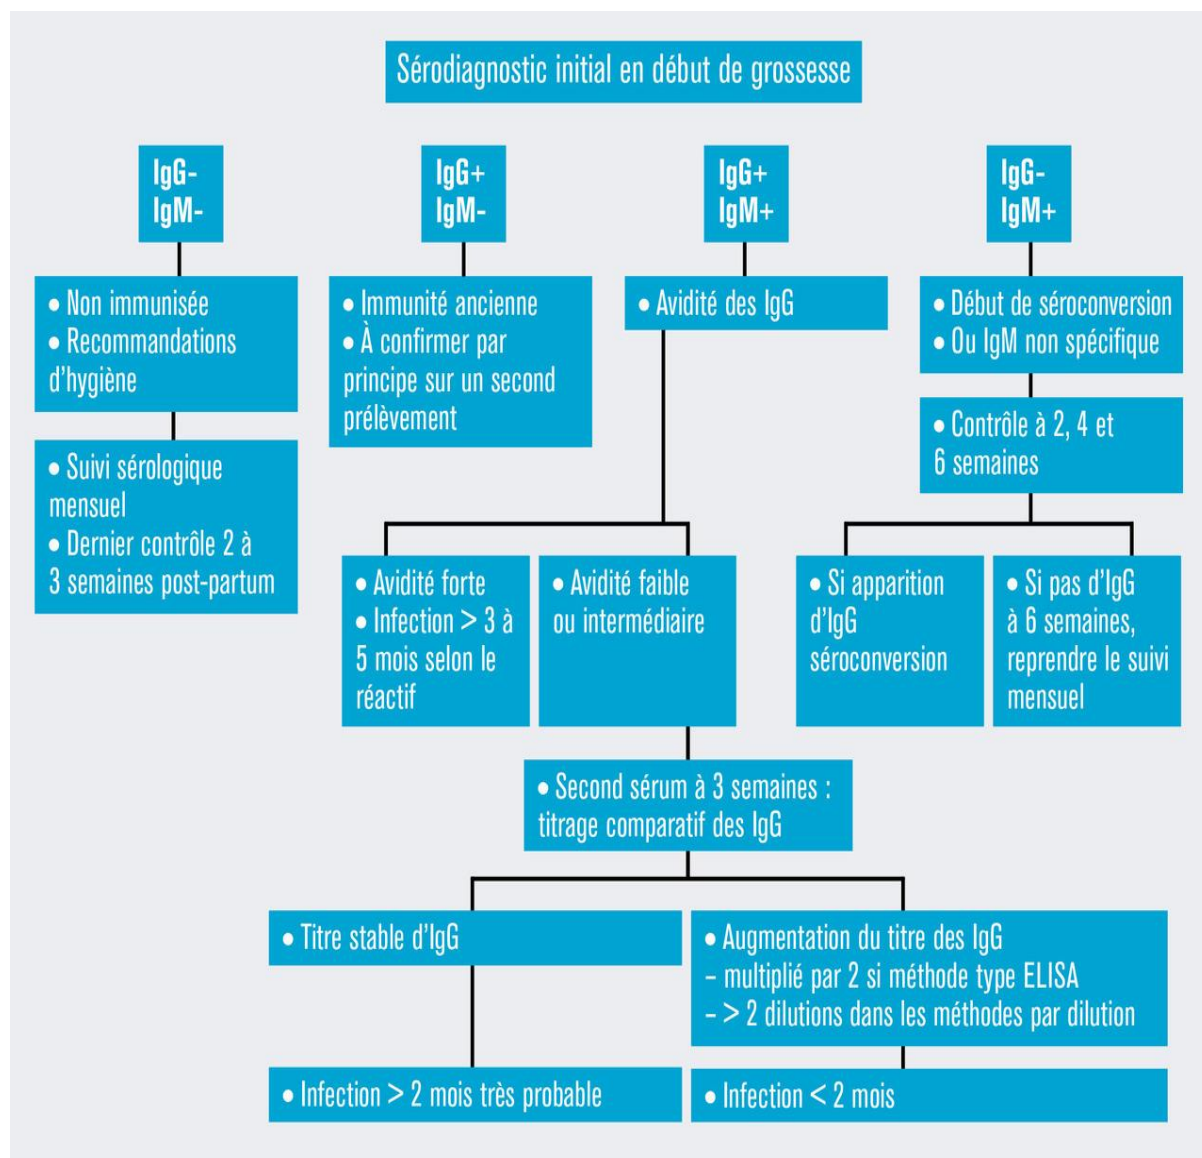 Sérodiagnostic initial en début de grossesse
IgG-
IgM-
IgG+
IgM-
IgG+
IgM+
IgG-
IgM+
• Non immunisée
• Recommandations
d’hygiène
• Immunité ancienne
• À confirmer par
principe sur un second
prélèvement
• Avidité des IgG
• Début de séroconversion
• Ou IgM non spécifique
• Suivi sérologique
mensuel
• Dernier contrôle 2 à
3 semaines post-partum
• Contrôle à 2, 4 et
6 semaines
• Avidité forte
• Infection > 3 à
5 mois selon le
réactif
• Avidité faible
ou intermédiaire
• Si apparition
d’IgG
séroconversion
• Si pas d’IgG
à 6 semaines,
reprendre le suivi
mensuel
• Second sérum à 3 semaines :
titrage comparatif des IgG
• Titre stable d’IgG
• Augmentation du titre des IgG
– multiplié par 2 si méthode type ELISA
– > 2 dilutions dans les méthodes par dilution
• Infection > 2 mois très probable
• Infection < 2 mois